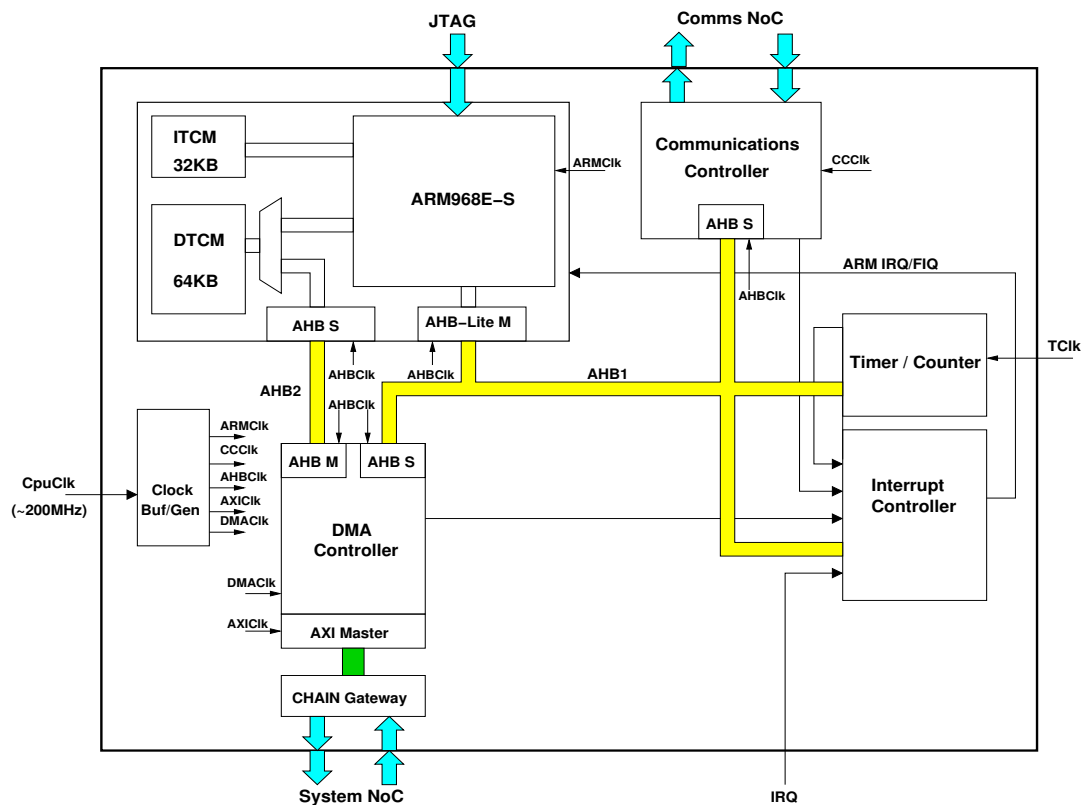 JTAG
Comms NoC
ITCM
32KB
ARM968E-S
ARMClk
Communications
Controller
CCClk
DTCM
64KB
AHB S
ARM IRQ/FIQ
AHBClk
AHB S
AHB-Lite M
AHBClk
AHBClk
AHB1
Timer / Counter
TClk
AHB2
AHBClk
ARMClk
CCClk
AHBClk
AXIClk
DMAClk
CpuClk
(~200MHz)
Clock
Buf/Gen
AHB M
AHB S
DMA
Controller
Interrupt
Controller
DMAClk
AXIClk
AXI Master
CHAIN Gateway
System NoC
IRQ